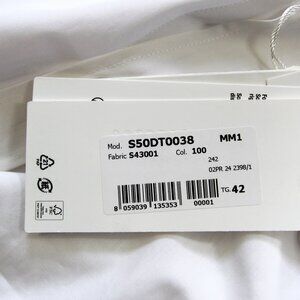 Mod. S50DT0038 MM1
Fabric S43001 Col. 100
242
02PR 24 2398/1
8 059039 135353 00001
TG. 42